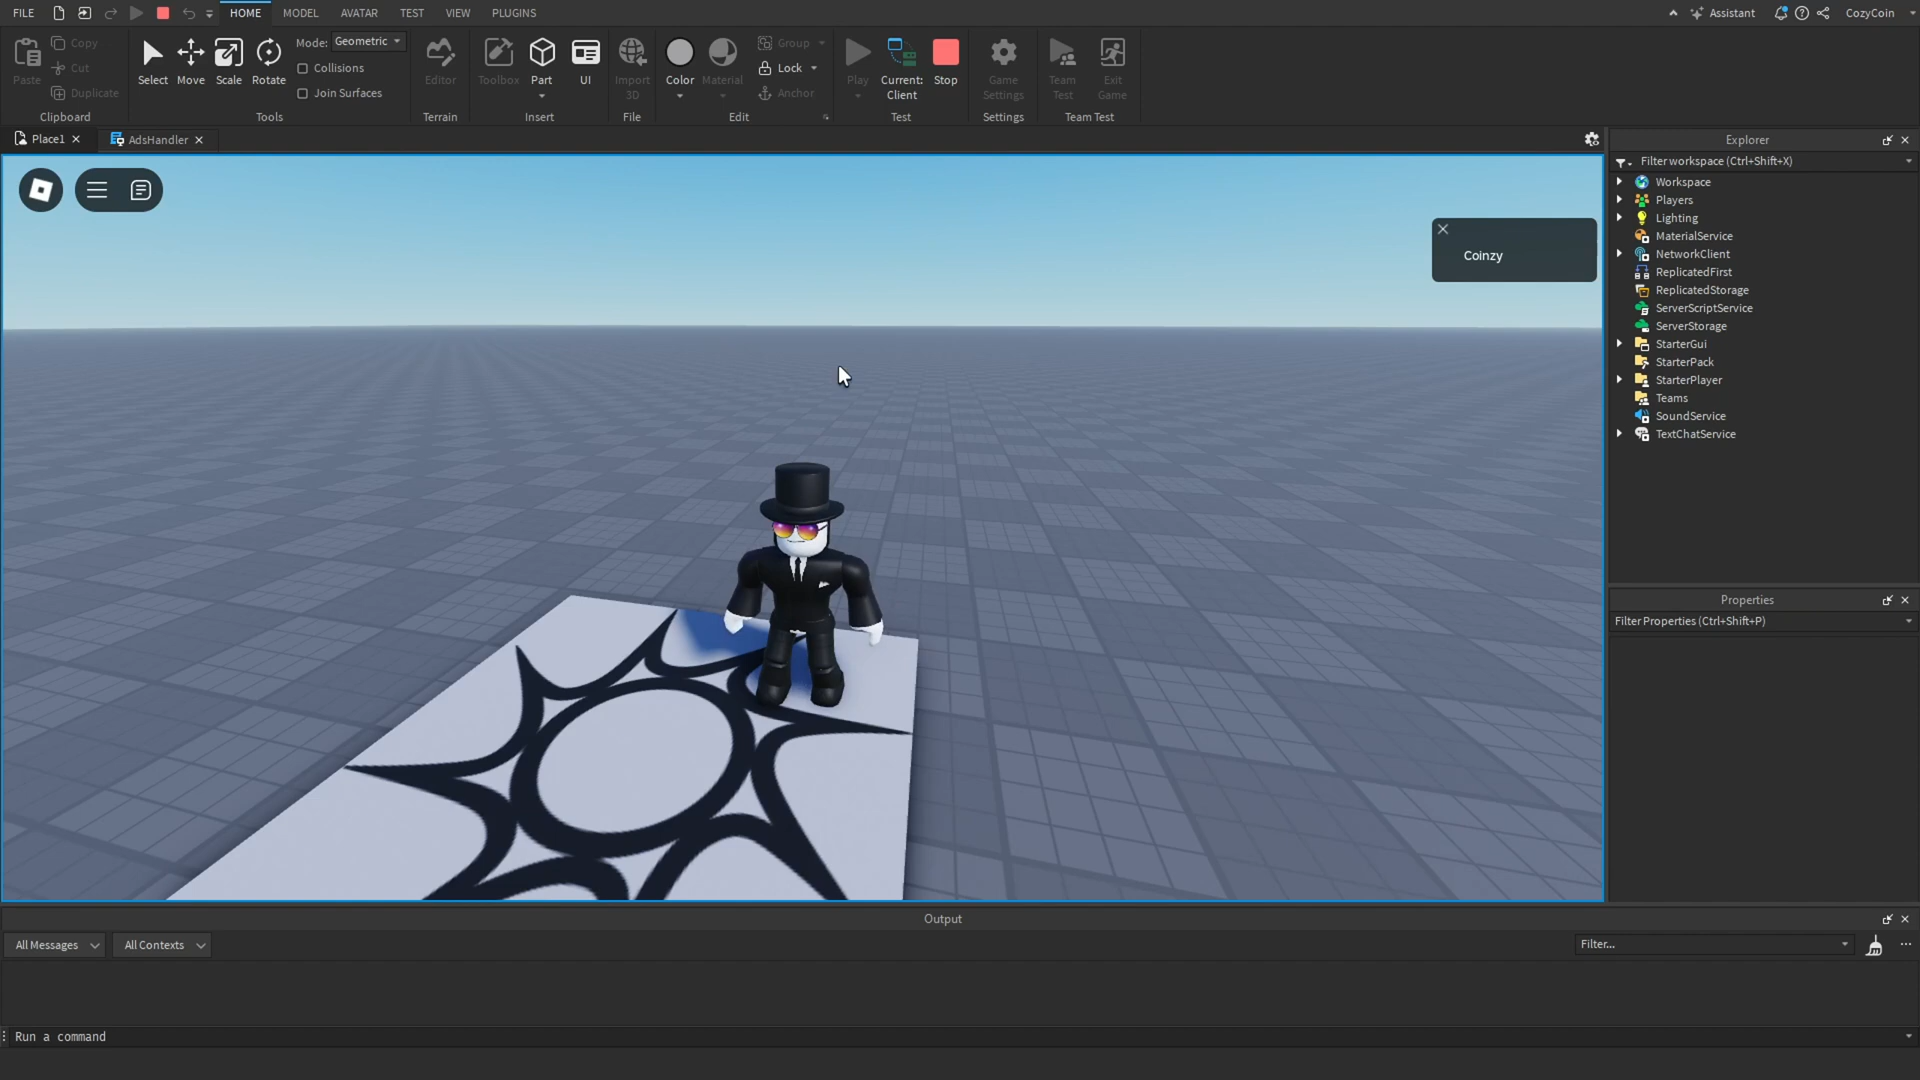 FILE HOME MODEL AVATAR TEST VIEW PLUGINS Assistant CozyCoin
Paste
Copy
Cut
Duplicate
Clipboard
Select Move Scale Rotate
Mode: Geometric
Collisions
Join Surfaces
Tools
Editor
Terrain
Toolbox Part UI
Insert
Import
3D
File
Color Material
Group
Lock
Anchor
Edit
Play
Current:
Client
Stop
Test
Game
Settings
Settings
Team
Test
Exit
Game
Team Test
Place1 AdsHandler
Coinzy
Explorer
Filter workspace (Ctrl+Shift+X)
Workspace
Players
Lighting
MaterialService
NetworkClient
ReplicatedFirst
ReplicatedStorage
ServerScriptService
ServerStorage
StarterGui
StarterPack
StarterPlayer
Teams
SoundService
TextChatService
Properties
Filter Properties (Ctrl+Shift+P)
Output
All Messages All Contexts Filter...
Run a command